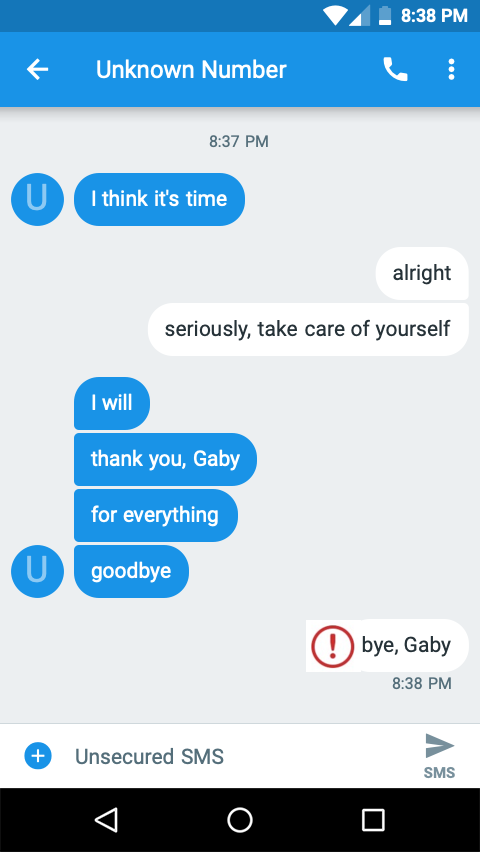 8:38 PM
Unknown Number
8:37 PM
U
I think it's time
alright
seriously, take care of yourself
I will
thank you, Gaby
for everything
U
goodbye
! bye, Gaby
8:38 PM
+
Unsecured SMS
SMS